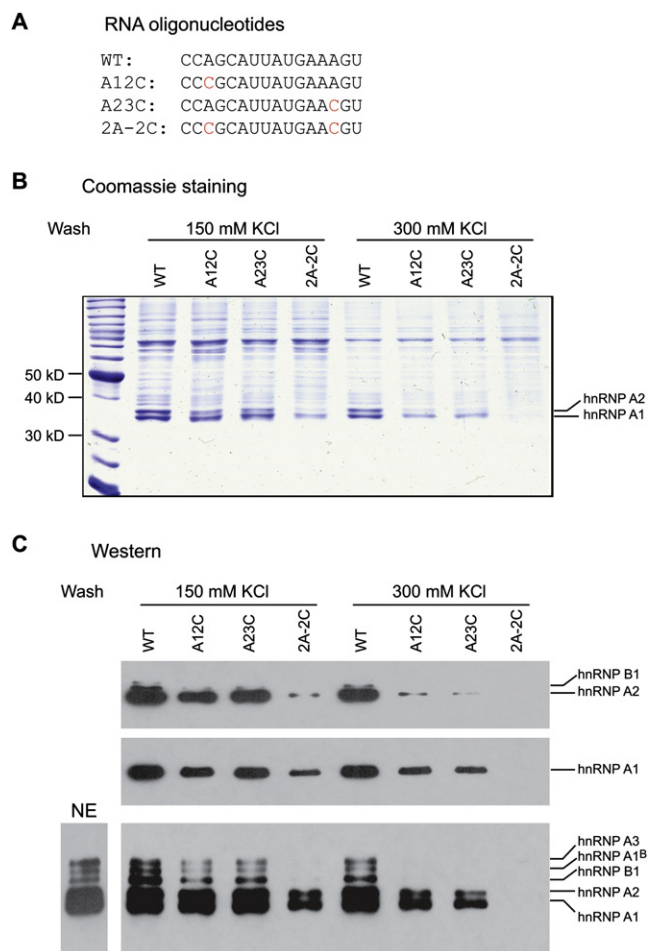 A RNA oligonucleotides
WT: CCAGCAUUAUGAAAGU
A12C: CCCGCAUUAUGAAAGU
A23C: CCAGCAUUAUGAACGU
2A-2C: CCCGCAUUAUGAACGU
B Coomassie staining
Wash 150 mM KCl 300 mM KCl
WT A12C A23C 2A-2C WT A12C A23C 2A-2C
50 kD
40 kD
30 kD
hnRNP A2
hnRNP A1
C Western
Wash 150 mM KCl 300 mM KCl
WT A12C A23C 2A-2C WT A12C A23C 2A-2C
hnRNP B1
hnRNP A2
hnRNP A1
NE
hnRNP A3
hnRNP A1ᴮ
hnRNP B1
hnRNP A2
hnRNP A1